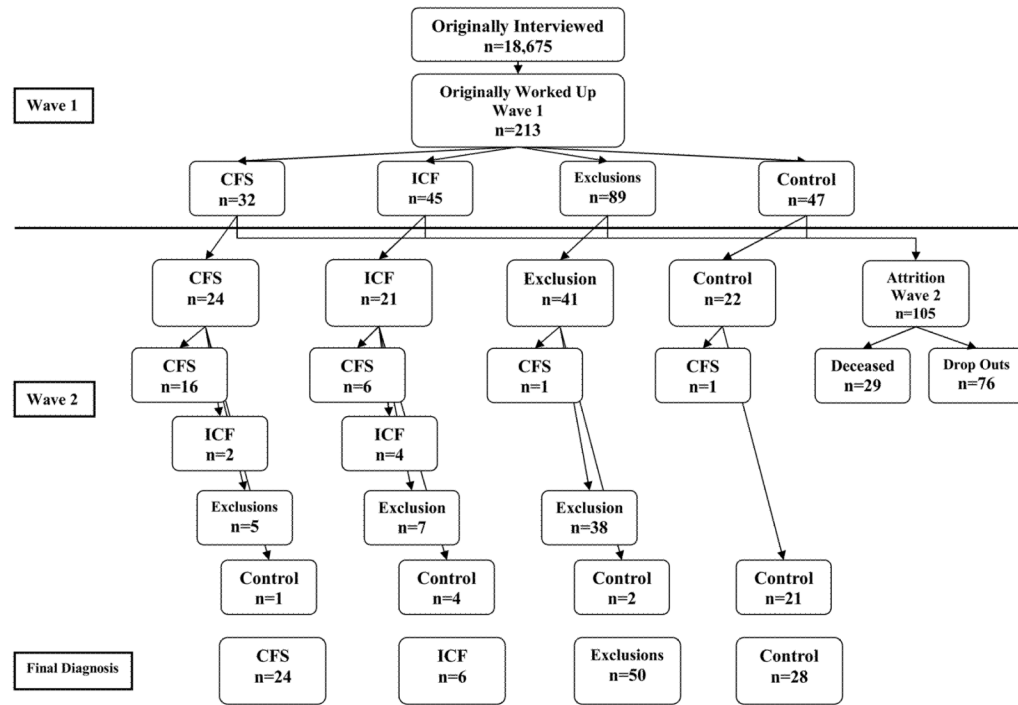 Originally Interviewed
n=18,675
Wave 1
Originally Worked Up
Wave 1
n=213
CFS
n=32
ICF
n=45
Exclusions
n=89
Control
n=47
CFS
n=24
ICF
n=21
Exclusion
n=41
Control
n=22
Attrition
Wave 2
n=105
Wave 2
CFS
n=16
CFS
n=6
CFS
n=1
CFS
n=1
Deceased
n=29
Drop Outs
n=76
ICF
n=2
ICF
n=4
Exclusions
n=5
Exclusion
n=7
Exclusion
n=38
Control
n=1
Control
n=4
Control
n=2
Control
n=21
Final Diagnosis
CFS
n=24
ICF
n=6
Exclusions
n=50
Control
n=28